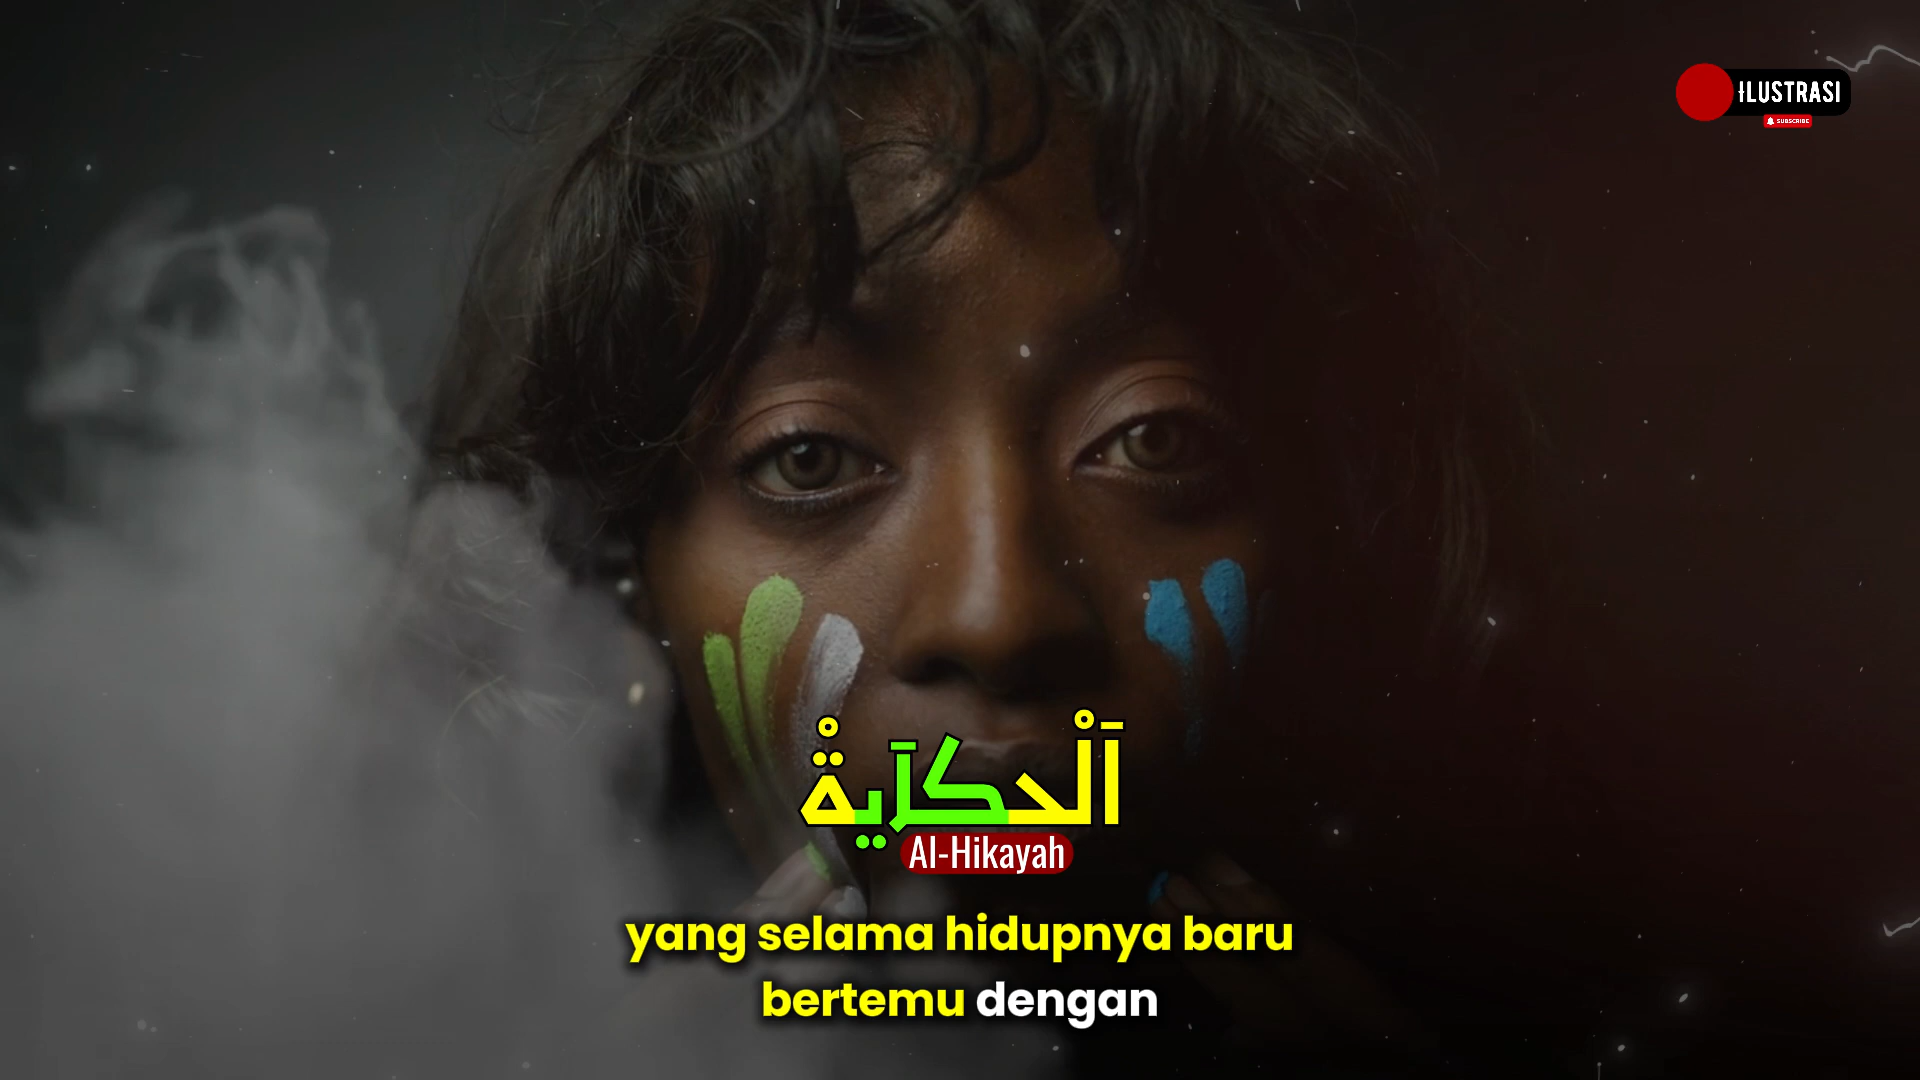 ILUSTRASI
SUBSCRIBE
اَلْحِكَايَةْ
Al-Hikayah
yang selama hidupnya baru
bertemu dengan